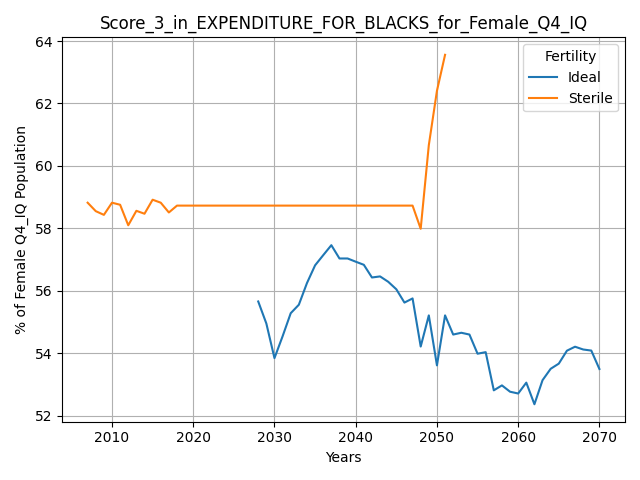 Score_3_in_EXPENDITURE_FOR_BLACKS_for_Female_Q4_IQ
% of Female Q4_IQ Population
64
62
60
58
56
54
52
Fertility
Ideal
Sterile
2010 2020 2030 2040 2050 2060 2070
Years